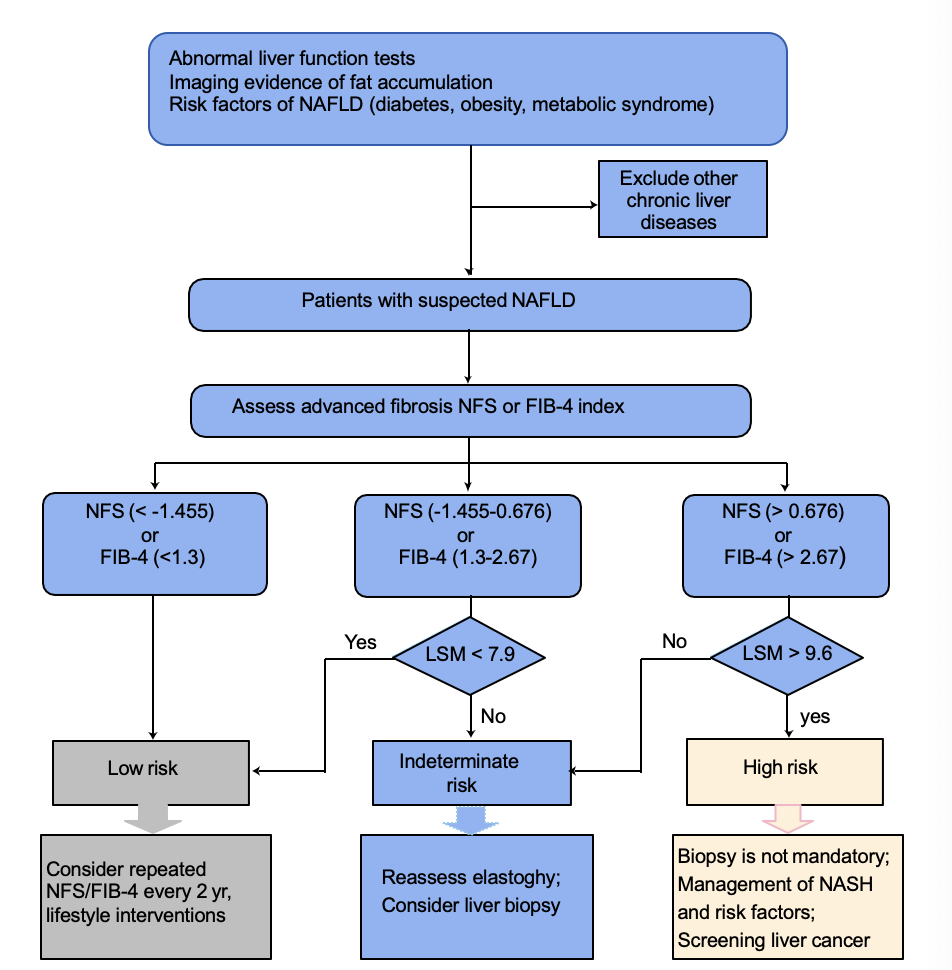 Abnormal liver function tests
Imaging evidence of fat accumulation
Risk factors of NAFLD (diabetes, obesity, metabolic syndrome)
Exclude other
chronic liver
diseases
Patients with suspected NAFLD
Assess advanced fibrosis NFS or FIB-4 index
NFS (< -1.455)
or
FIB-4 (<1.3)
NFS (-1.455-0.676)
or
FIB-4 (1.3-2.67)
NFS (> 0.676)
or
FIB-4 (> 2.67)
Yes
LSM < 7.9
No
No
LSM > 9.6
yes
Low risk
Indeterminate
risk
High risk
Consider repeated
NFS/FIB-4 every 2 yr,
lifestyle interventions
Reassess elastoghy;
Consider liver biopsy
Biopsy is not mandatory;
Management of NASH
and risk factors;
Screening liver cancer